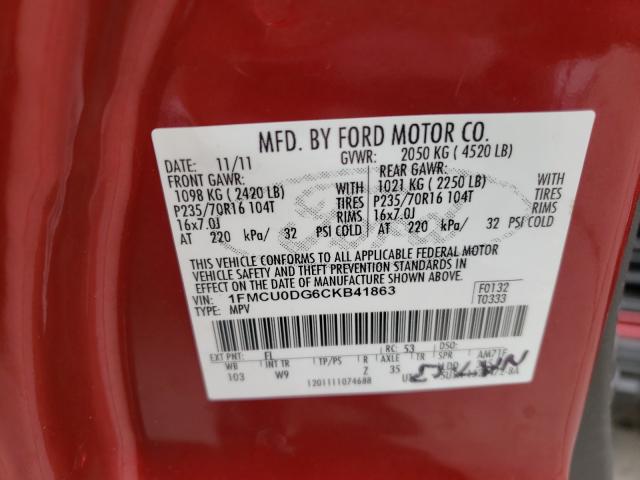 MFD. BY FORD MOTOR CO.
DATE: 11/11 GVWR: 2050 KG ( 4520 LB)
FRONT GAWR: REAR GAWR:
1098 KG ( 2420 LB) WITH 1021 KG ( 2250 LB) WITH
P235/70R16 104T TIRES P235/70R16 104T TIRES
16x7.0J RIMS 16x7.0J RIMS
AT 220 kPa/ 32 PSI COLD AT 220 kPa/ 32 PSI COLD
THIS VEHICLE CONFORMS TO ALL APPLICABLE FEDERAL MOTOR
VEHICLE SAFETY AND THEFT PREVENTION STANDARDS IN
EFFECT ON THE DATE OF MANUFACTURE SHOWN ABOVE.
VIN: 1FMCU0DG6CKB41863 F0132
TYPE: MPV T0333
EXT PNT: FL RC: 53 DSO:
WB INT TR TP/PS R AXLE TR SPR
103 W9 Z 35
1201111074688
Ford